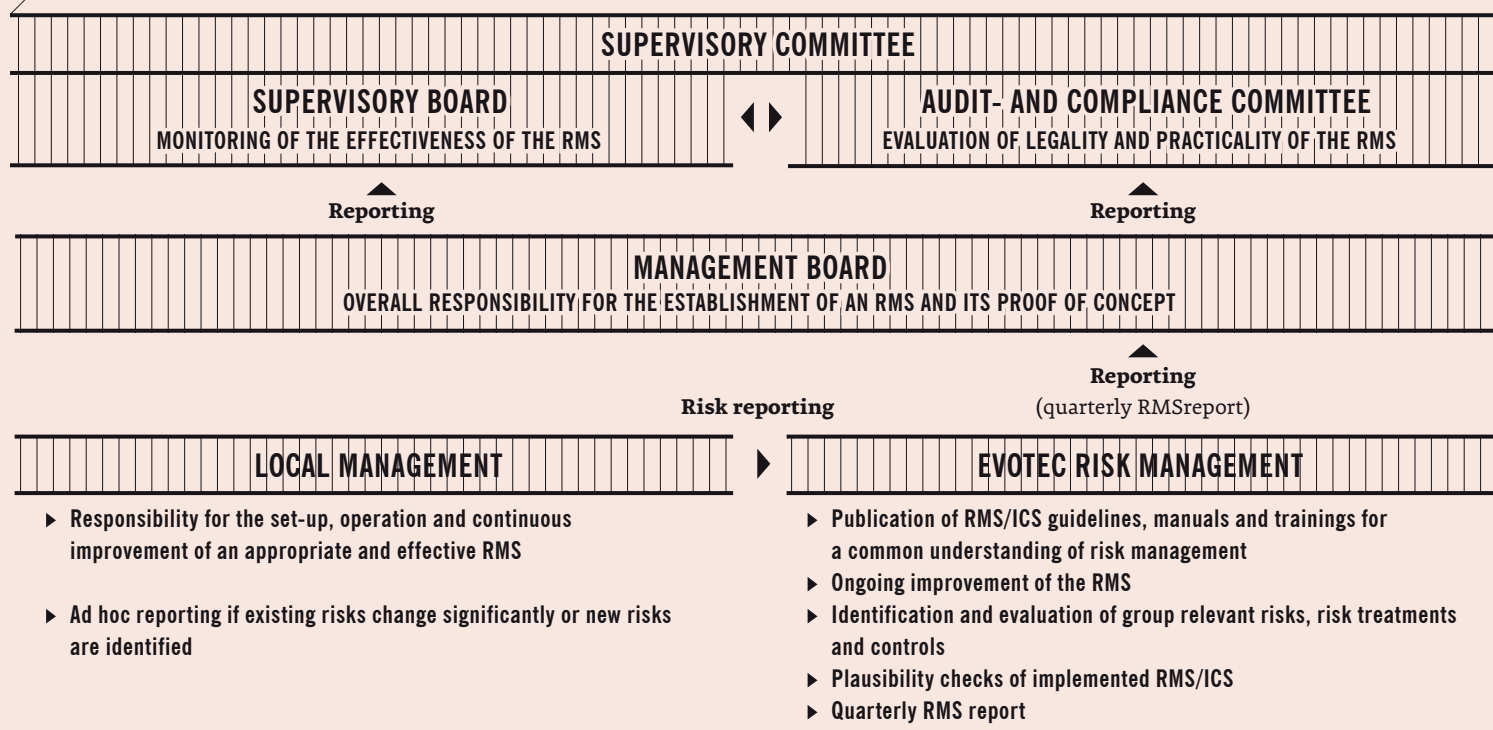 SUPERVISORY COMMITTEE
SUPERVISORY BOARD
MONITORING OF THE EFFECTIVENESS OF THE RMS
AUDIT- AND COMPLIANCE COMMITTEE
EVALUATION OF LEGALITY AND PRACTICALITY OF THE RMS
Reporting
Reporting
MANAGEMENT BOARD
OVERALL RESPONSIBILITY FOR THE ESTABLISHMENT OF AN RMS AND ITS PROOF OF CONCEPT
Reporting
(quarterly RMSreport)
Risk reporting
LOCAL MANAGEMENT
Responsibility for the set-up, operation and continuous
improvement of an appropriate and effective RMS
Ad hoc reporting if existing risks change significantly or new risks
are identified
EVOTEC RISK MANAGEMENT
Publication of RMS/ICS guidelines, manuals and trainings for
a common understanding of risk management
Ongoing improvement of the RMS
Identification and evaluation of group relevant risks, risk treatments
and controls
Plausibility checks of implemented RMS/ICS
Quarterly RMS report